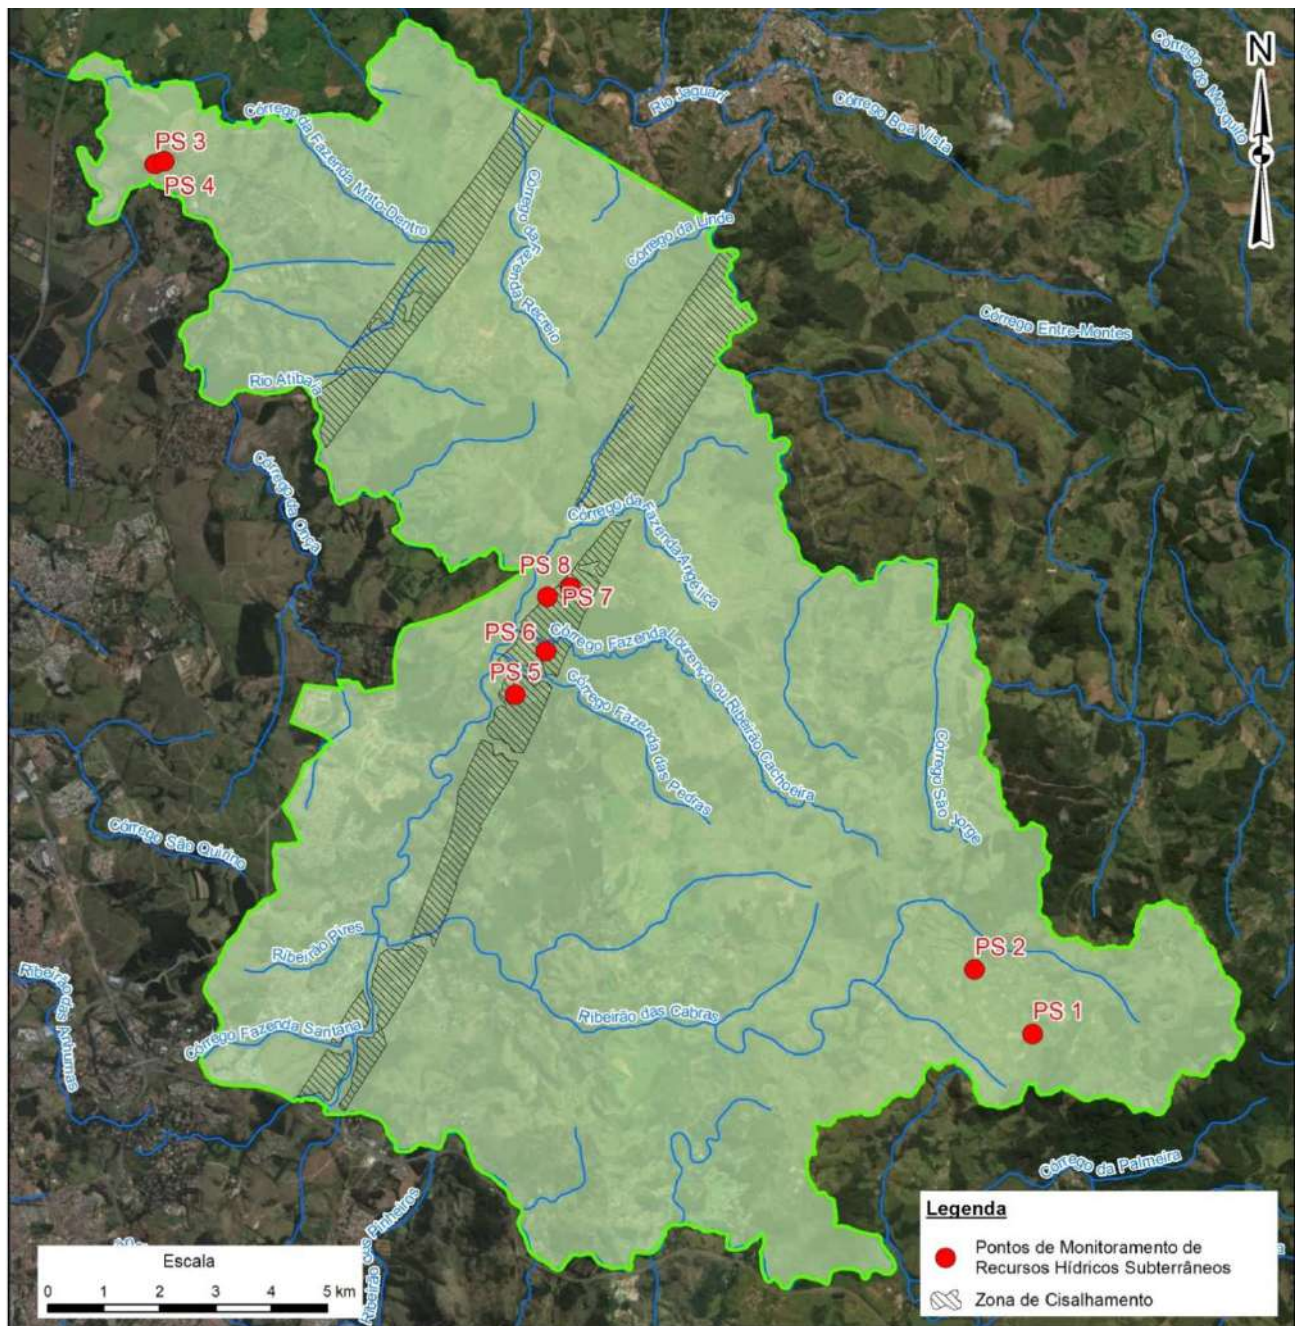 N
Córrego do Mosquito
Rio Jaguarí
Córrego Boa Vista
Córrego da Fazenda Mato-Dentro
PS 3
PS 4
Córrego da Fazenda Recreio
Córrego da Linde
Córrego Entre-Montes
Rio Atibaia
Córrego da Onça
Córrego da Fazenda Angélica
PS 8
PS 7
PS 6
Córrego Fazenda Lourenço ou Ribeirão Cachoeira
PS 5
Córrego Fazenda das Pedras
Córrego São Jorge
Córrego São Quirino
Ribeirão Pires
PS 2
Ribeirão das Anhumas
Ribeirão das Cabras
PS 1
Córrego Fazenda Santana
Córrego da Palmeira
Ribeirão das Pinheiros
Legenda
Pontos de Monitoramento de
Recursos Hídricos Subterrâneos
Zona de Cisalhamento
Escala
0 1 2 3 4 5 km